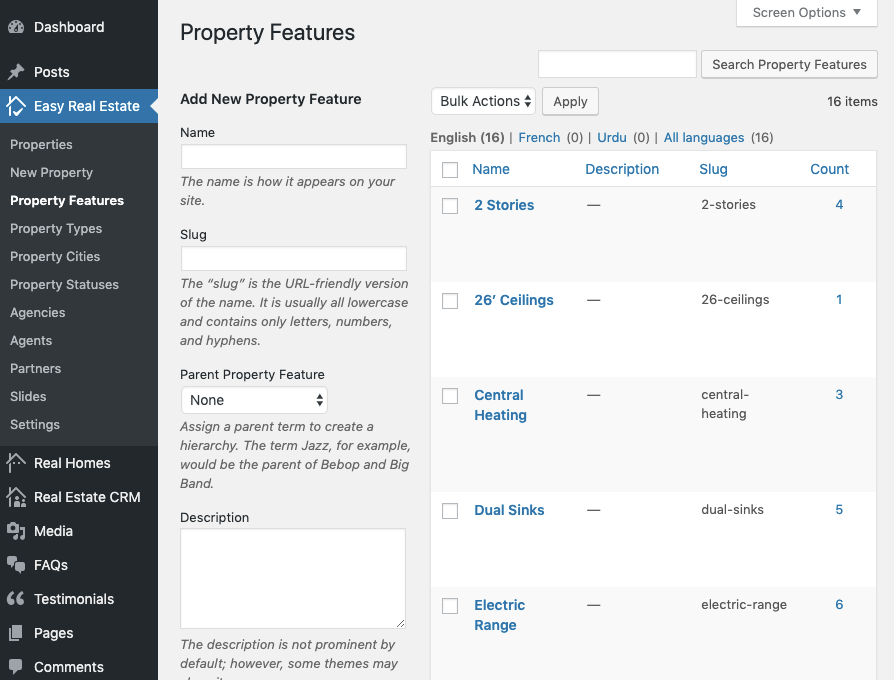 Dashboard
Posts
Easy Real Estate
Properties
New Property
Property Features
Property Types
Property Cities
Property Statuses
Agencies
Agents
Partners
Slides
Settings
Real Homes
Real Estate CRM
Media
FAQs
Testimonials
Pages
Comments
Screen Options
Property Features
Search Property Features
Add New Property Feature
Name
The name is how it appears on your
site.
Slug
The “slug” is the URL-friendly version
of the name. It is usually all lowercase
and contains only letters, numbers,
and hyphens.
Parent Property Feature
None
Assign a parent term to create a
hierarchy. The term Jazz, for example,
would be the parent of Bebop and Big
Band.
Description
The description is not prominent by
default; however, some themes may
Bulk Actions Apply 16 items
English (16) | French (0) | Urdu (0) | All languages (16)
Name Description Slug Count
2 Stories — 2-stories 4
26′ Ceilings — 26-ceilings 1
Central — central- 3
Heating heating
Dual Sinks — dual-sinks 5
Electric — electric-range 6
Range